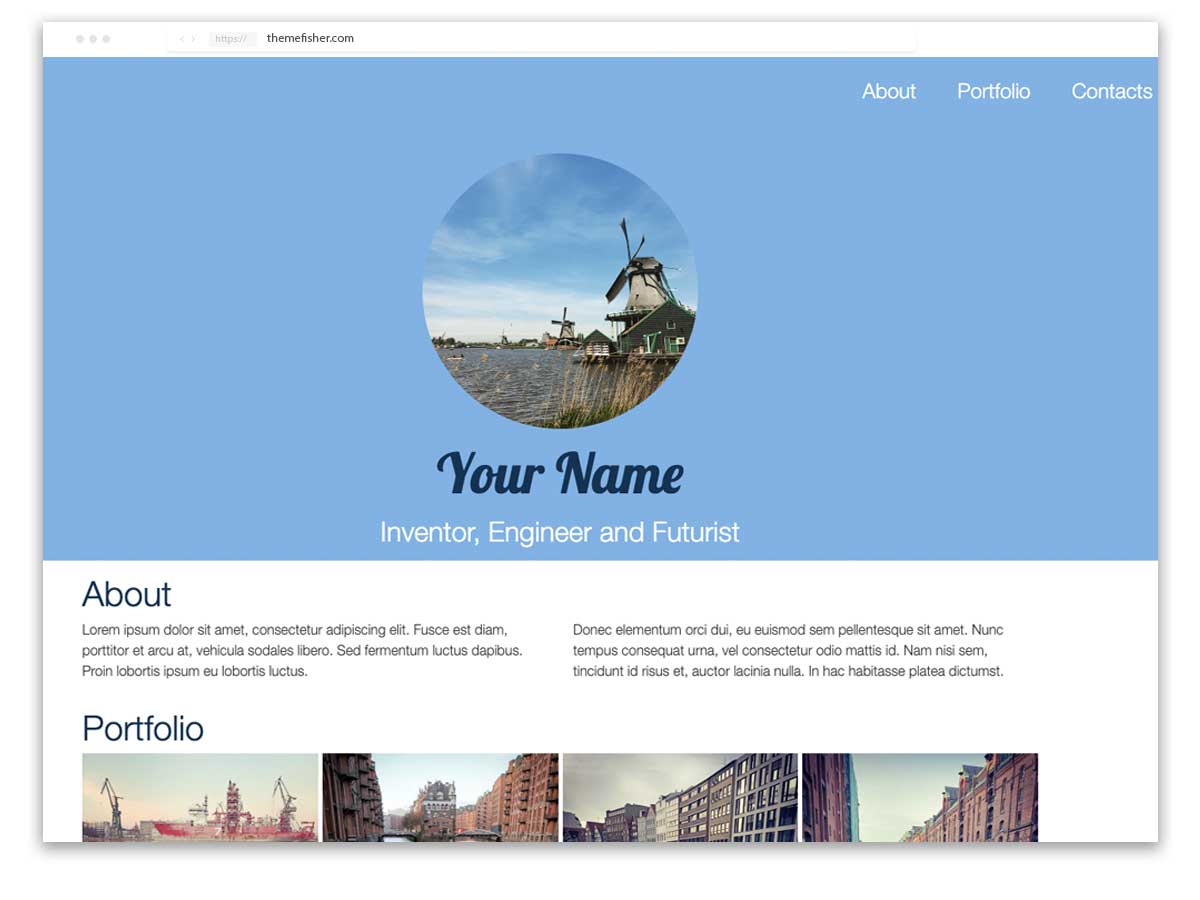 https://
themefisher.com
About
Portfolio
Contacts
Your Name
Inventor, Engineer and Futurist
About
Lorem ipsum dolor sit amet, consectetur adipiscing elit. Fusce est diam,
porttitor et arcu at, vehicula sodales libero. Sed fermentum luctus dapibus.
Proin lobortis ipsum eu lobortis luctus.
Donec elementum orci dui, eu euismod sem pellentesque sit amet. Nunc
tempus consequat urna, vel consectetur odio mattis id. Nam nisi sem,
tincidunt id risus et, auctor lacinia nulla. In hac habitasse platea dictumst.
Portfolio